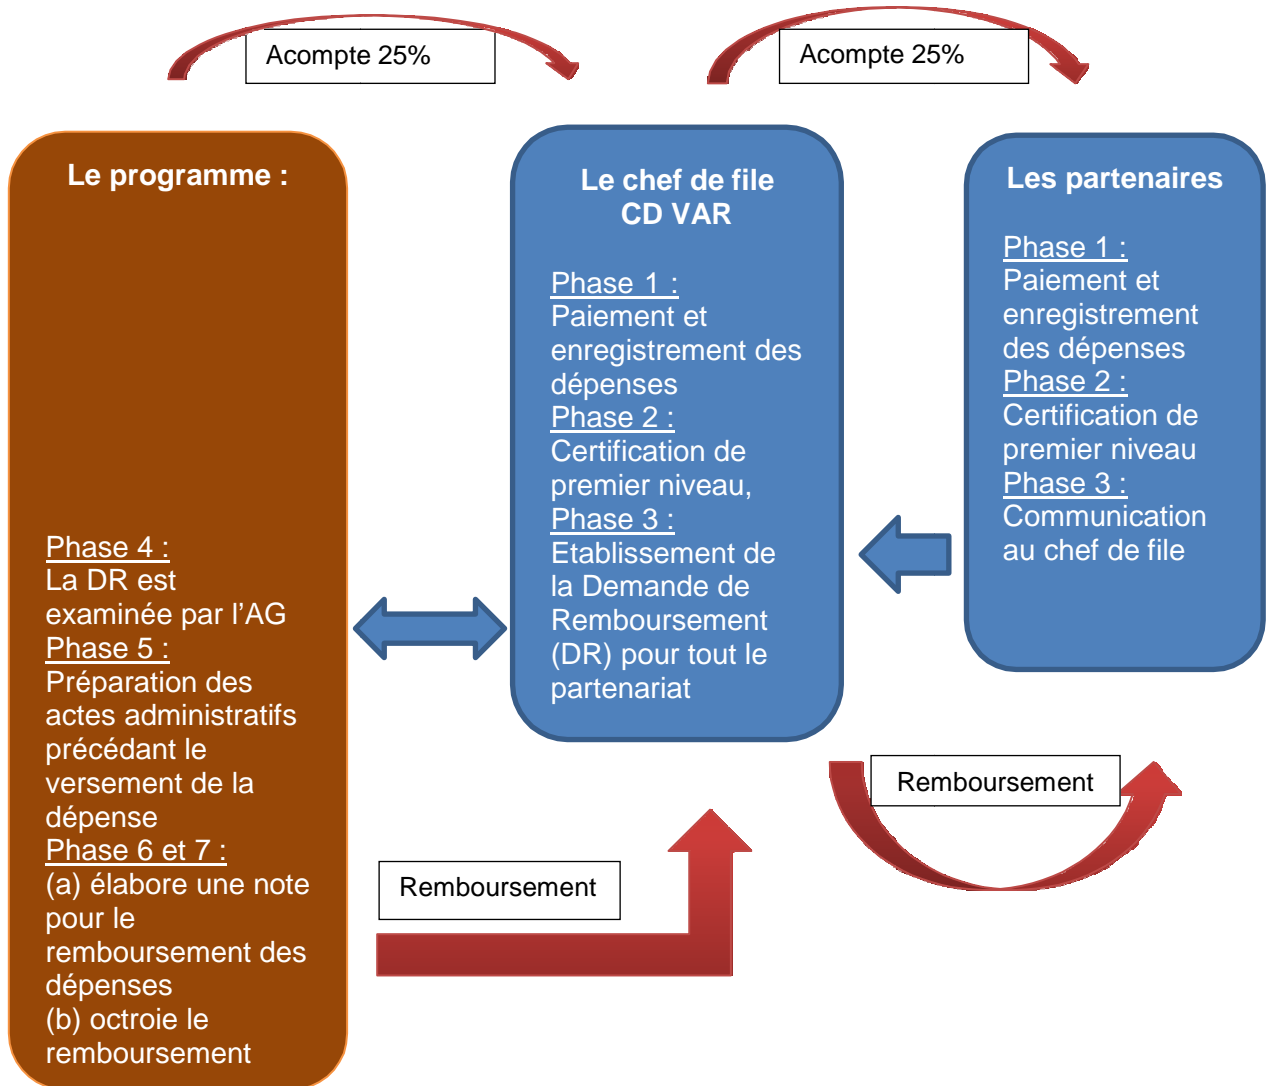 Acompte 25%
Acompte 25%
Le programme :
Phase 4 :
La DR est
examinée par l’AG
Phase 5 :
Préparation des
actes administratifs
précédant le
versement de la
dépense
Phase 6 et 7 :
(a) élabore une note
pour le
remboursement des
dépenses
(b) octroie le
remboursement
Le chef de file
CD VAR
Phase 1 :
Paiement et
enregistrement des
dépenses
Phase 2 :
Certification de
premier niveau,
Phase 3 :
Etablissement de
la Demande de
Remboursement
(DR) pour tout le
partenariat
Les partenaires
Phase 1 :
Paiement et
enregistrement
des dépenses
Phase 2 :
Certification de
premier niveau
Phase 3 :
Communication
au chef de file
Remboursement
Remboursement